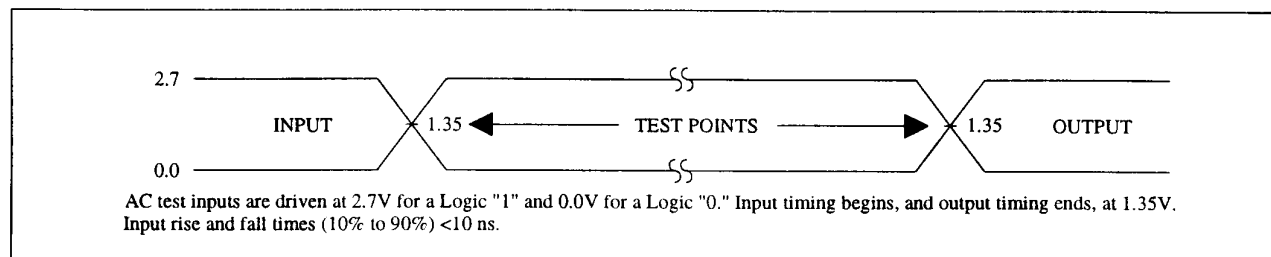 2.7
INPUT 1.35 TEST POINTS 1.35 OUTPUT
0.0
AC test inputs are driven at 2.7V for a Logic "1" and 0.0V for a Logic "0." Input timing begins, and output timing ends, at 1.35V.
Input rise and fall times (10% to 90%) <10 ns.